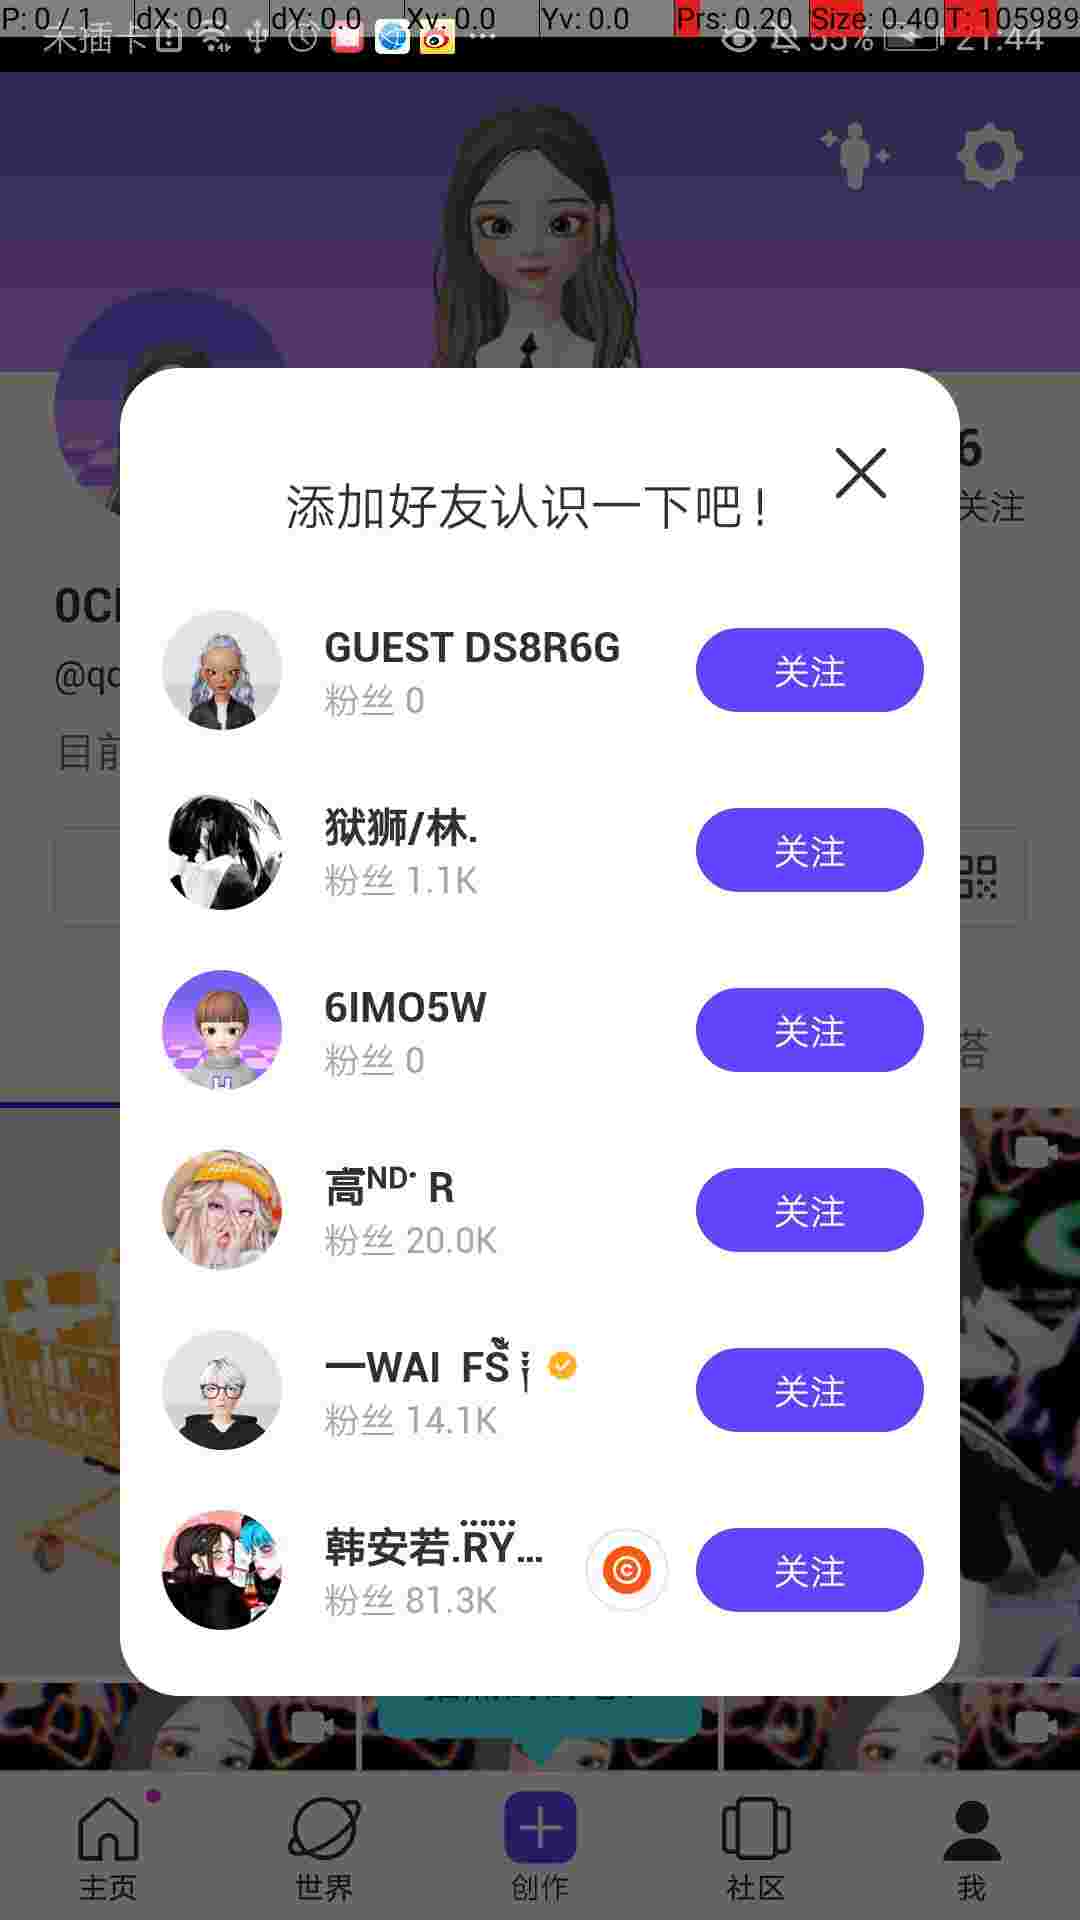 P: 0 / 1 dX: 0.0 dY: 0.0 Xv: 0.0 Yv: 0.0 Prs: 0.20 Size: 0.40 T: 105989
未插卡 53% 21:44
6
关注
添加好友认识一下吧！
@qc
目前
GUEST DS8R6G
粉丝 0
关注
狱狮/林.
粉丝 1.1K
关注
6IMO5W
粉丝 0
关注
答
高ᴺᴰ· R
粉丝 20.0K
关注
一WAI FS
粉丝 14.1K
关注
韩安若.RY...
粉丝 81.3K
关注
主页
世界
创作
社区
我